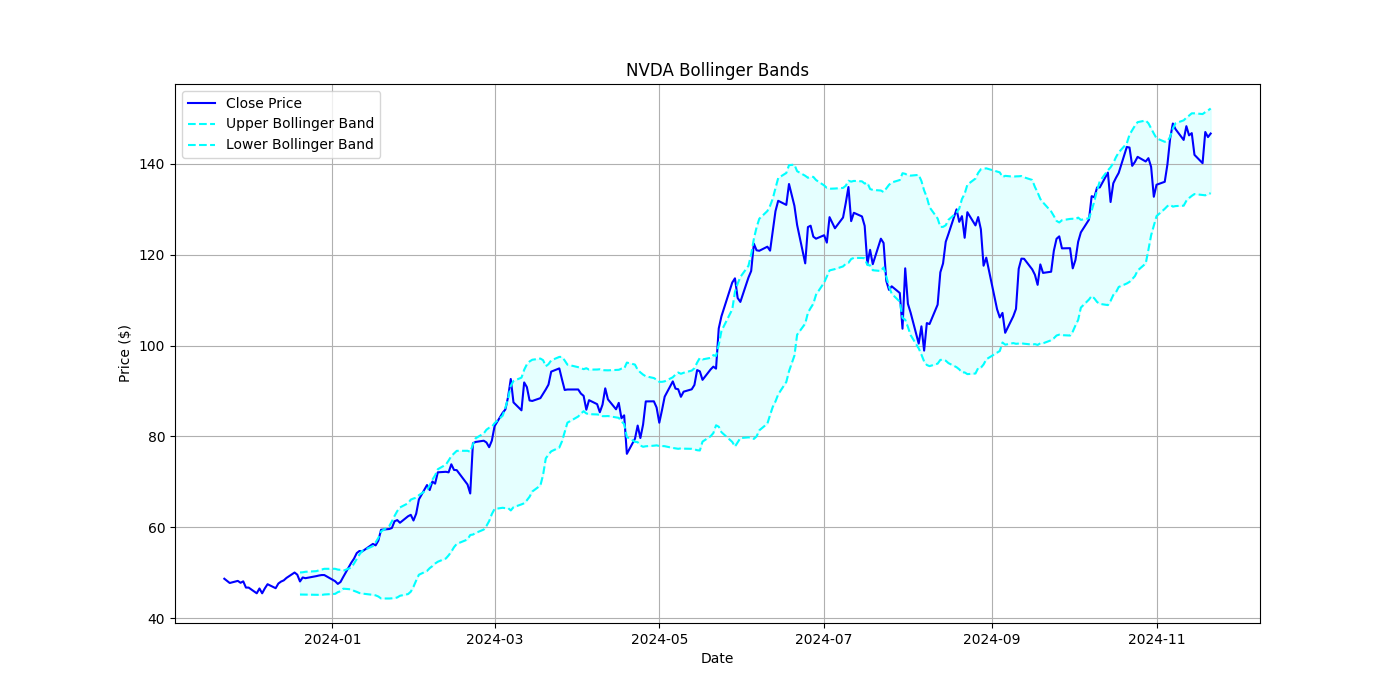 NVDA Bollinger Bands
Close Price
Upper Bollinger Band
Lower Bollinger Band
Price ($)
140
120
100
80
60
40
2024-01 2024-03 2024-05 2024-07 2024-09 2024-11
Date